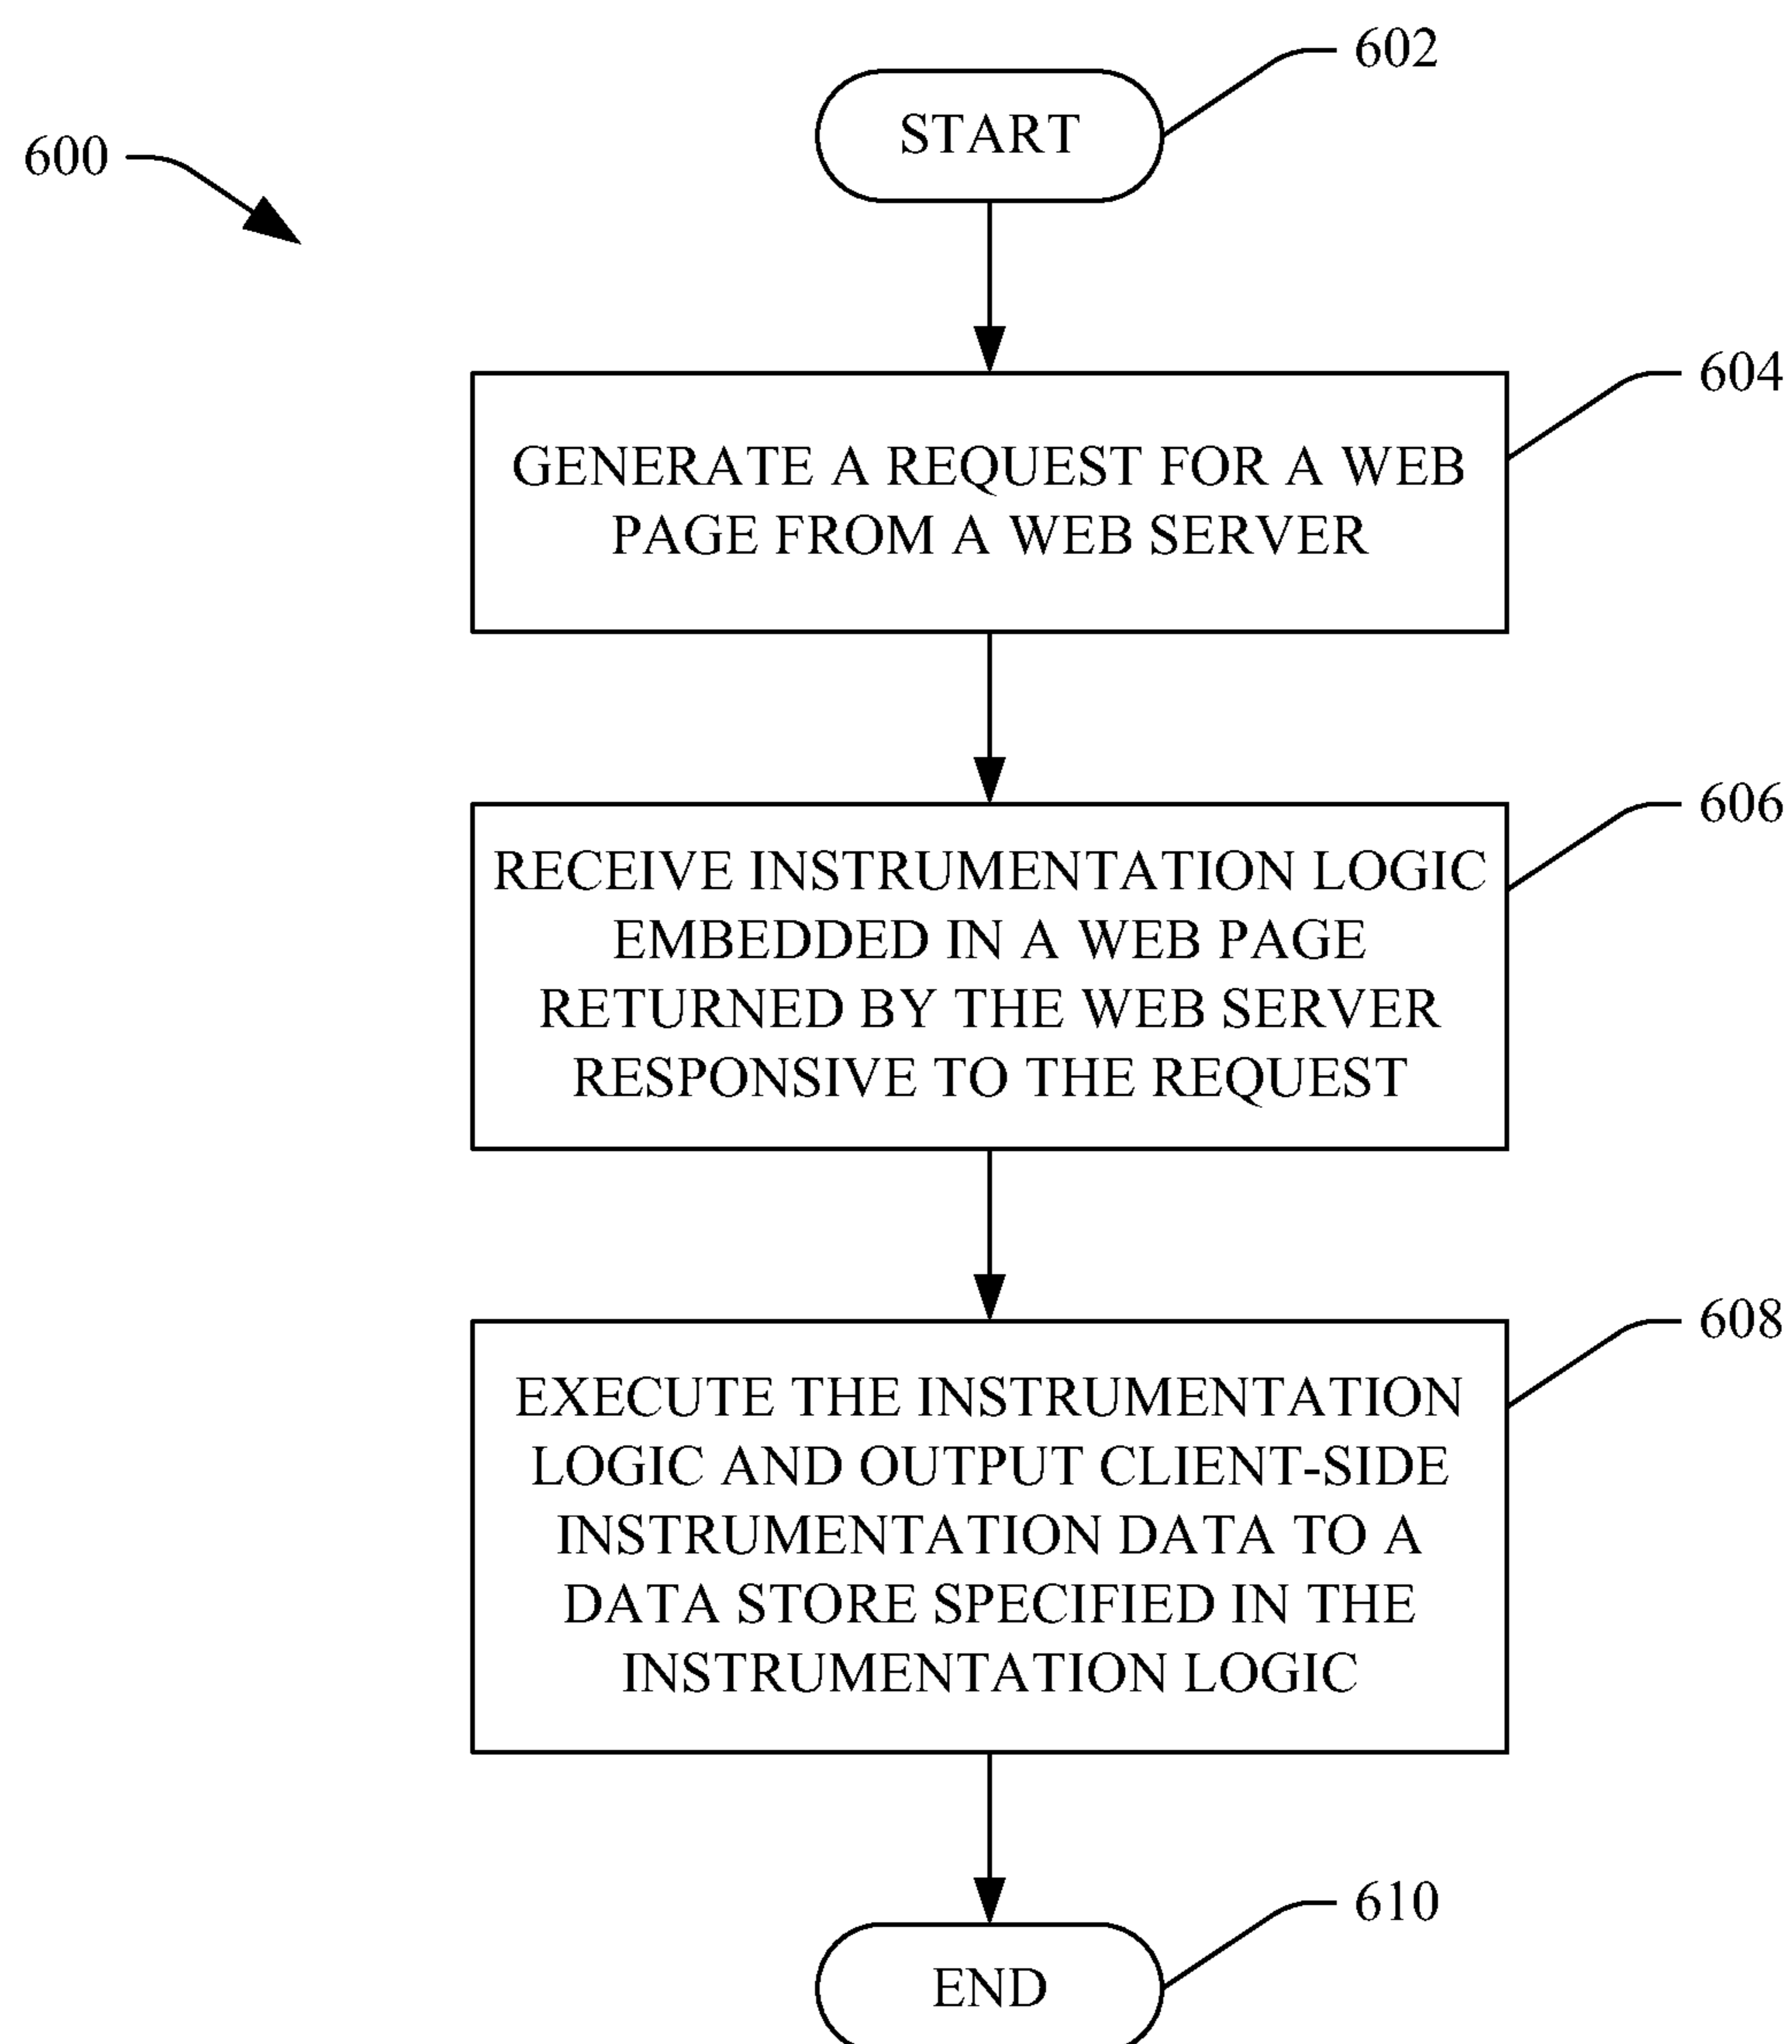 602
START
600
604
GENERATE A REQUEST FOR A WEB
PAGE FROM A WEB SERVER
606
RECEIVE INSTRUMENTATION LOGIC
EMBEDDED IN A WEB PAGE
RETURNED BY THE WEB SERVER
RESPONSIVE TO THE REQUEST
608
EXECUTE THE INSTRUMENTATION
LOGIC AND OUTPUT CLIENT-SIDE
INSTRUMENTATION DATA TO A
DATA STORE SPECIFIED IN THE
INSTRUMENTATION LOGIC
610
END